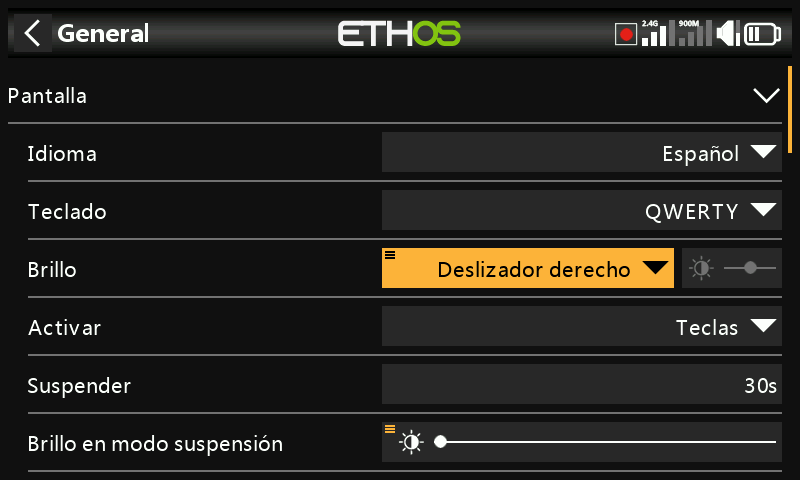 General
ETHOS
2.4G
900M
Pantalla
Idioma
Español
Teclado
QWERTY
Brillo
Deslizador derecho
Activar
Teclas
Suspender
30s
Brillo en modo suspensión